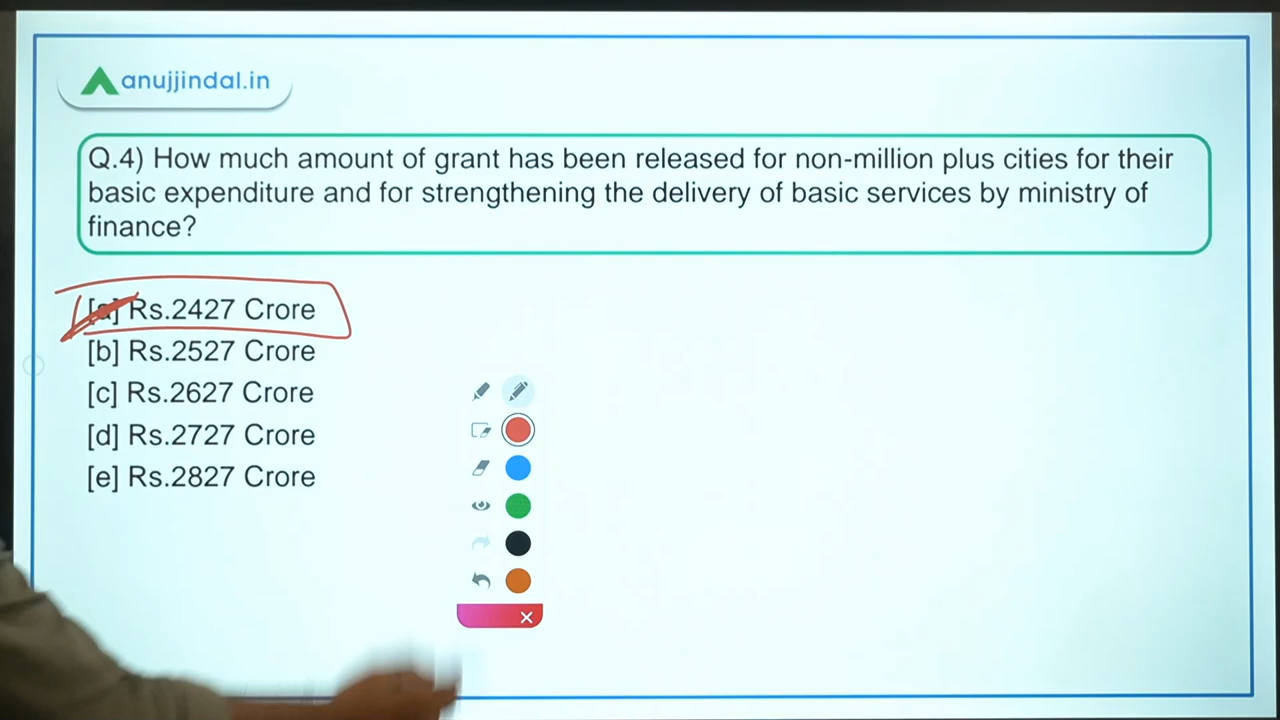 anujjindal.in
Q.4) How much amount of grant has been released for non-million plus cities for their
basic expenditure and for strengthening the delivery of basic services by ministry of
finance?
[a] Rs.2427 Crore
[b] Rs.2527 Crore
[c] Rs.2627 Crore
[d] Rs.2727 Crore
[e] Rs.2827 Crore